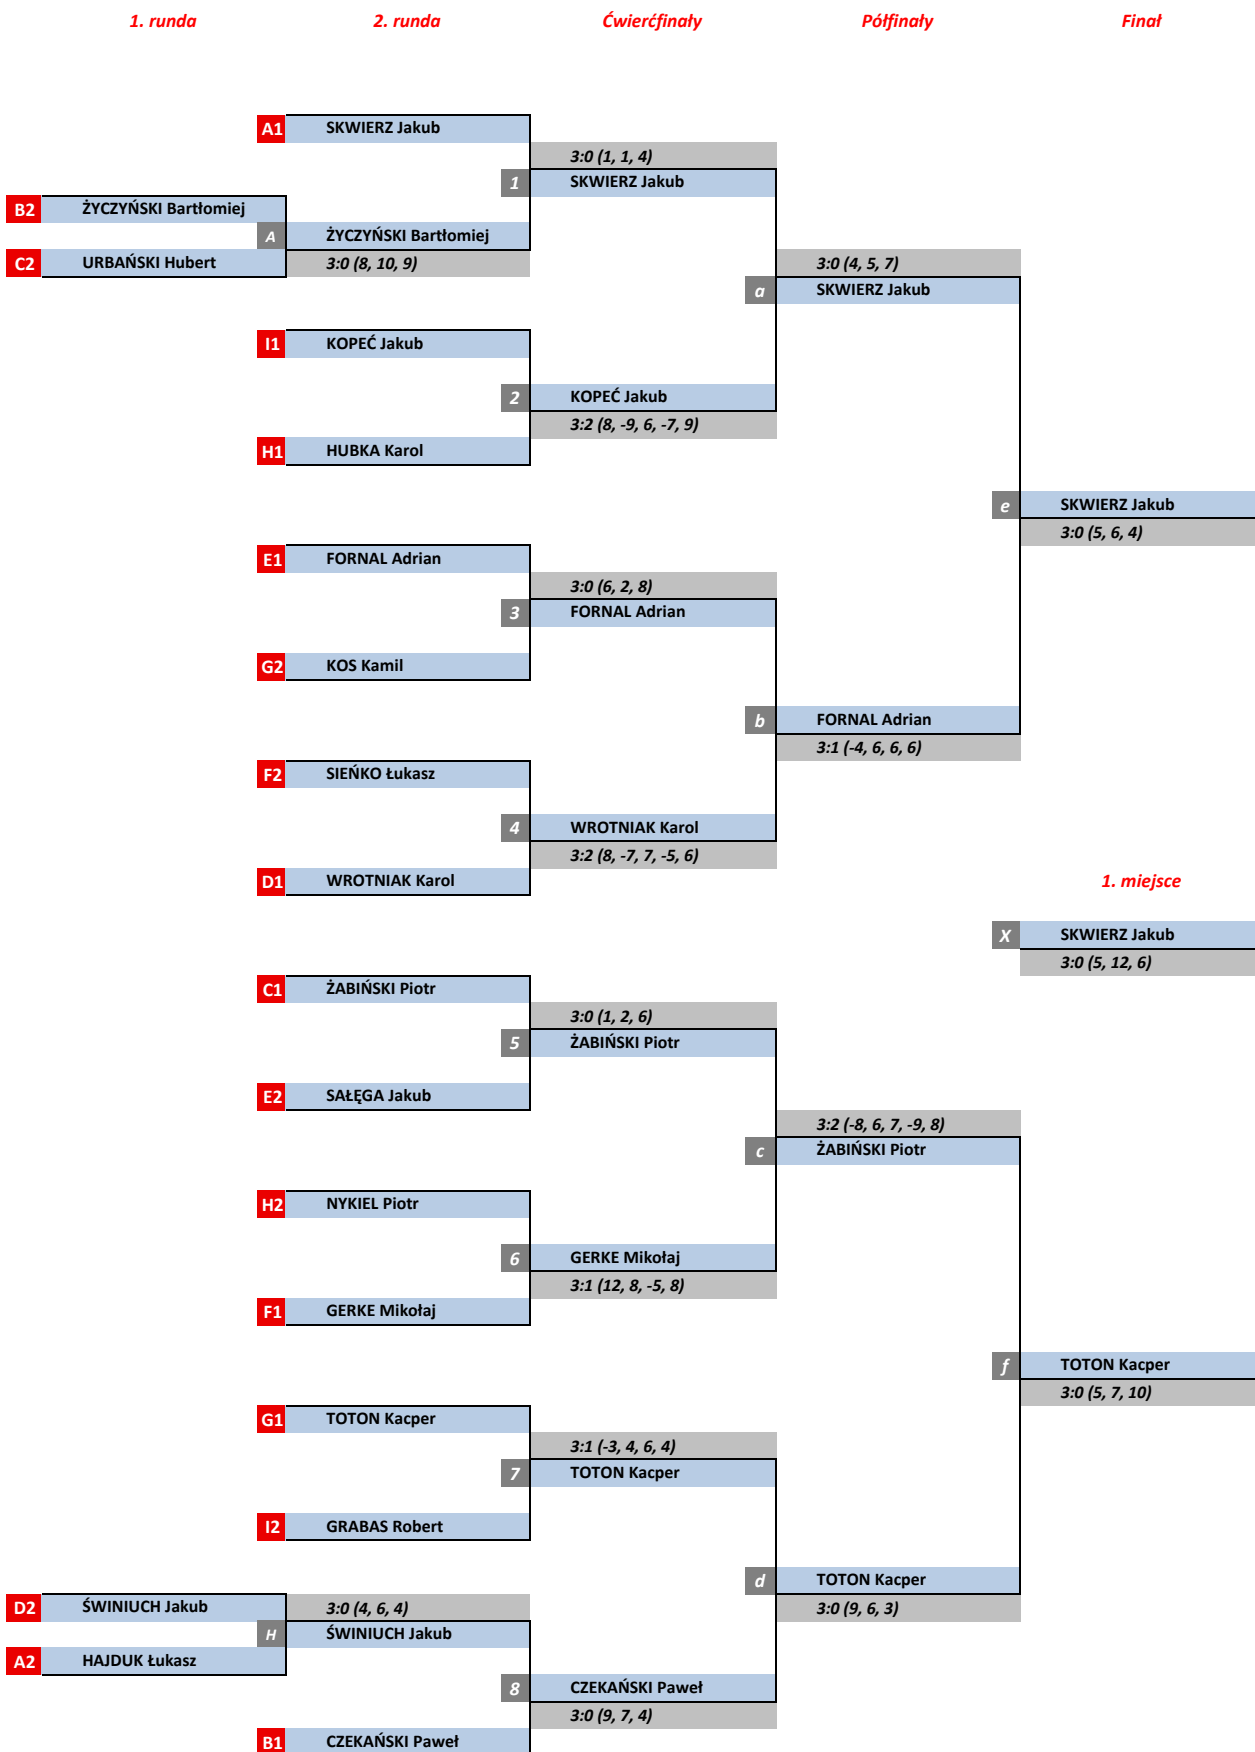 1. runda 2. runda Ćwierćfinały Półfinały Finał
A1 SKWIERZ Jakub
3:0 (1, 1, 4)
1 SKWIERZ Jakub
B2 ŻYCZYŃSKI Bartłomiej
A ŻYCZYŃSKI Bartłomiej
C2 URBAŃSKI Hubert 3:0 (8, 10, 9) 3:0 (4, 5, 7)
a SKWIERZ Jakub
I1 KOPEĆ Jakub
2 KOPEĆ Jakub
3:2 (8, -9, 6, -7, 9)
H1 HUBKA Karol
e SKWIERZ Jakub
3:0 (5, 6, 4)
E1 FORNAL Adrian
3:0 (6, 2, 8)
3 FORNAL Adrian
G2 KOS Kamil
b FORNAL Adrian
3:1 (-4, 6, 6, 6)
F2 SIEŃKO Łukasz
4 WROTNIAK Karol
3:2 (8, -7, 7, -5, 6)
D1 WROTNIAK Karol 1. miejsce
X SKWIERZ Jakub
3:0 (5, 12, 6)
C1 ŻABIŃSKI Piotr
3:0 (1, 2, 6)
5 ŻABIŃSKI Piotr
E2 SAŁĘGA Jakub
3:2 (-8, 6, 7, -9, 8)
c ŻABIŃSKI Piotr
H2 NYKIEL Piotr
6 GERKE Mikołaj
3:1 (12, 8, -5, 8)
F1 GERKE Mikołaj
f TOTON Kacper
3:0 (5, 7, 10)
G1 TOTON Kacper
3:1 (-3, 4, 6, 4)
7 TOTON Kacper
I2 GRABAS Robert
d TOTON Kacper
D2 ŚWINIUCH Jakub 3:0 (4, 6, 4) 3:0 (9, 6, 3)
H ŚWINIUCH Jakub
A2 HAJDUK Łukasz
8 CZEKAŃSKI Paweł
3:0 (9, 7, 4)
B1 CZEKAŃSKI Paweł